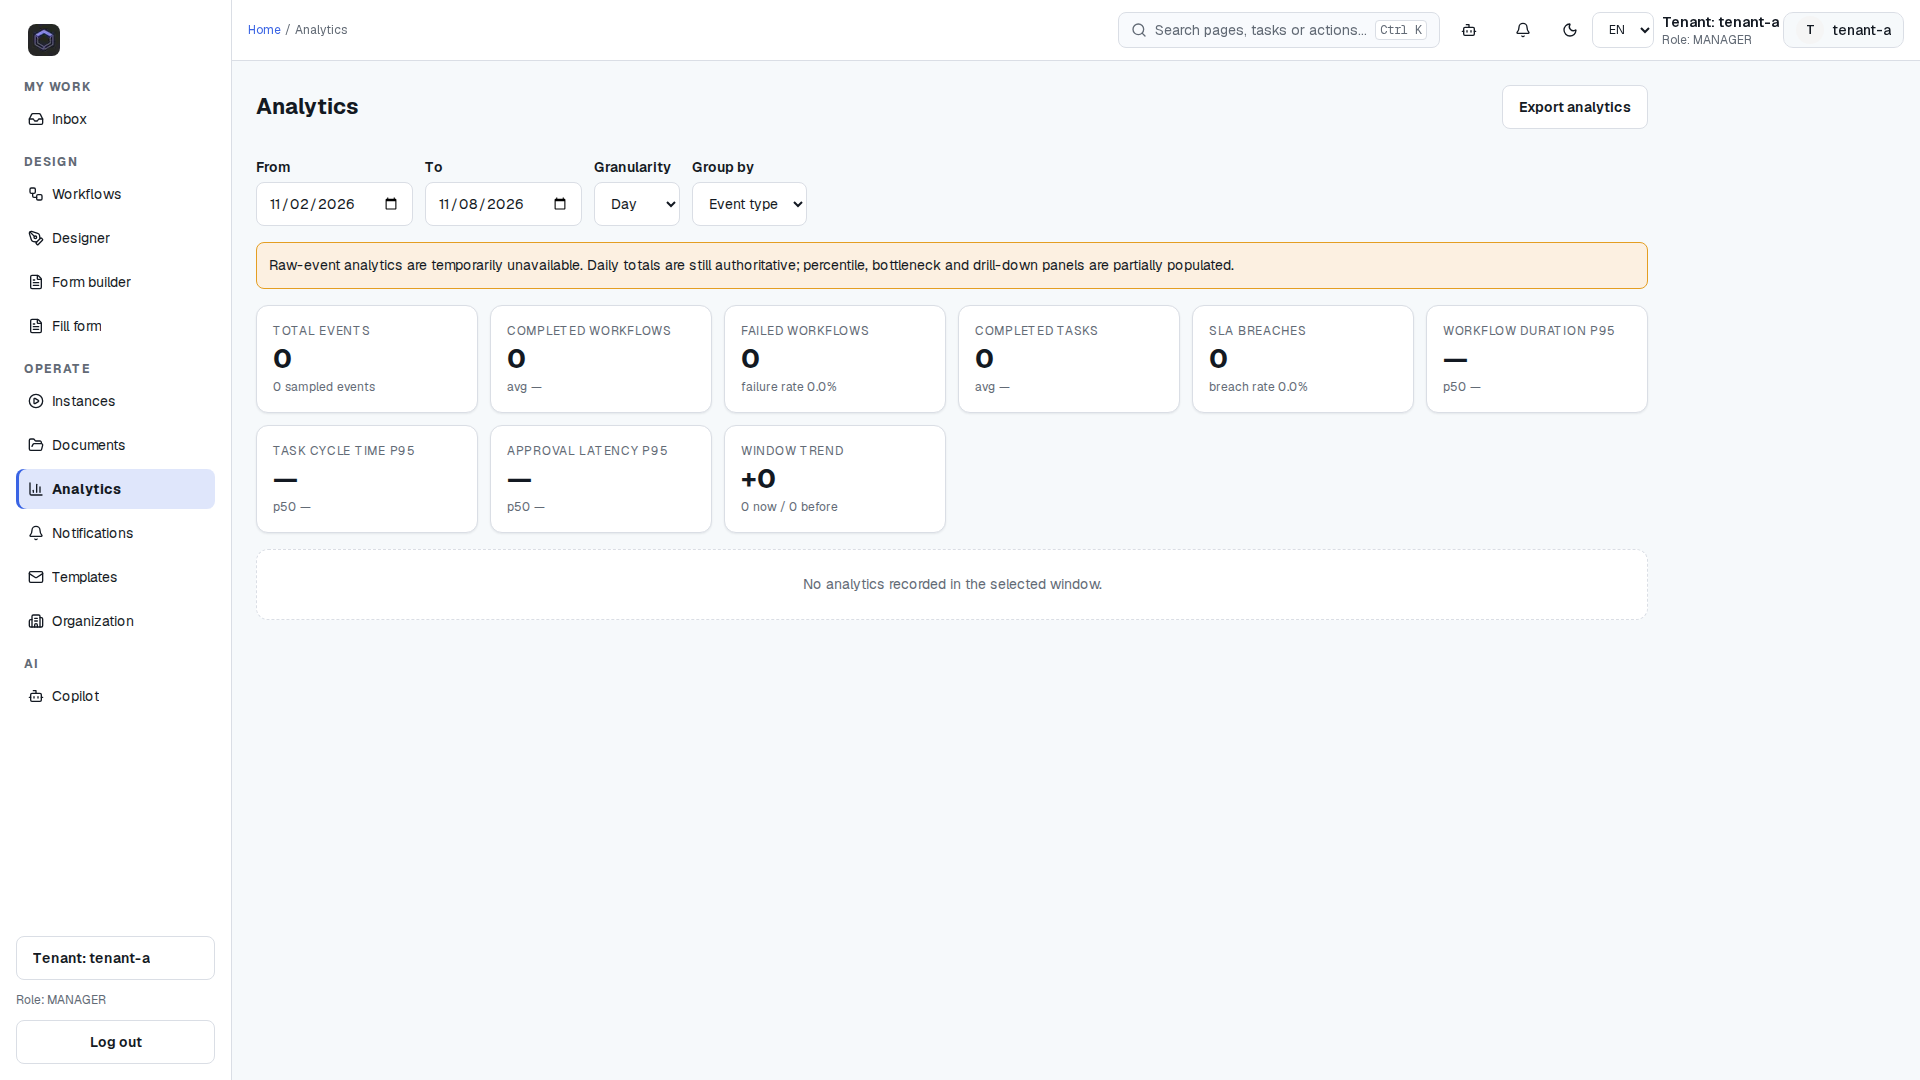 Home / Analytics
Search pages, tasks or actions... Ctrl K
EN
Tenant: tenant-a
Role: MANAGER
T tenant-a
MY WORK
Inbox
DESIGN
Workflows
Designer
Form builder
Fill form
OPERATE
Instances
Documents
Analytics
Notifications
Templates
Organization
AI
Copilot
Tenant: tenant-a
Role: MANAGER
Log out
Analytics
Export analytics
From To Granularity Group by
11/02/2026 11/08/2026 Day Event type
Raw-event analytics are temporarily unavailable. Daily totals are still authoritative; percentile, bottleneck and drill-down panels are partially populated.
TOTAL EVENTS
0
0 sampled events
COMPLETED WORKFLOWS
0
avg —
FAILED WORKFLOWS
0
failure rate 0.0%
COMPLETED TASKS
0
avg —
SLA BREACHES
0
breach rate 0.0%
WORKFLOW DURATION P95
—
p50 —
TASK CYCLE TIME P95
—
p50 —
APPROVAL LATENCY P95
—
p50 —
WINDOW TREND
+0
0 now / 0 before
No analytics recorded in the selected window.